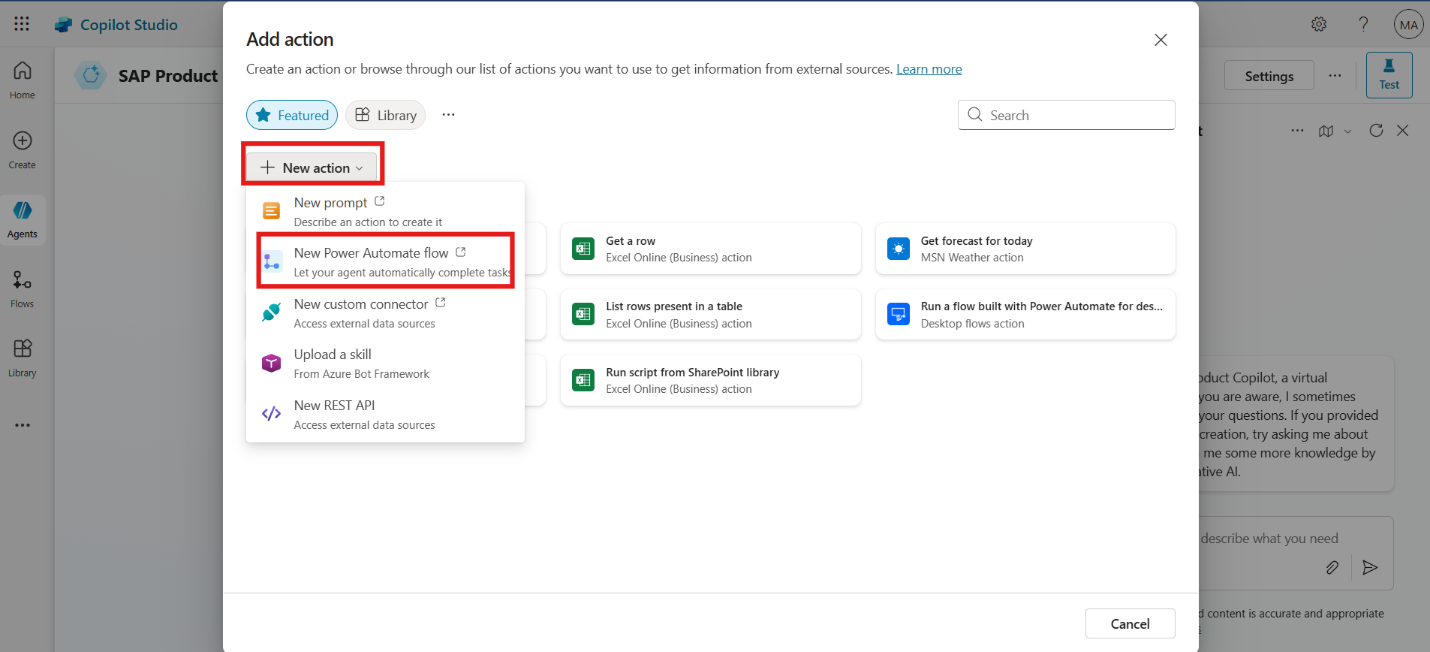 Copilot Studio
MA
Home
Create
Agents
Flows
Library
SAP Product
Add action
Create an action or browse through our list of actions you want to use to get information from external sources. Learn more
Featured
Library
Search
New action
New prompt
Describe an action to create it
New Power Automate flow
Let your agent automatically complete tasks
New custom connector
Access external data sources
Upload a skill
From Azure Bot Framework
New REST API
Access external data sources
Get a row
Excel Online (Business) action
Get forecast for today
MSN Weather action
List rows present in a table
Excel Online (Business) action
Run a flow built with Power Automate for des...
Desktop flows action
Run script from SharePoint library
Excel Online (Business) action
Cancel
Settings
Test
t
oduct Copilot, a virtual
you are aware, I sometimes
your questions. If you provided
creation, try asking me about
me some more knowledge by
ative AI.
describe what you need
d content is accurate and appropriate